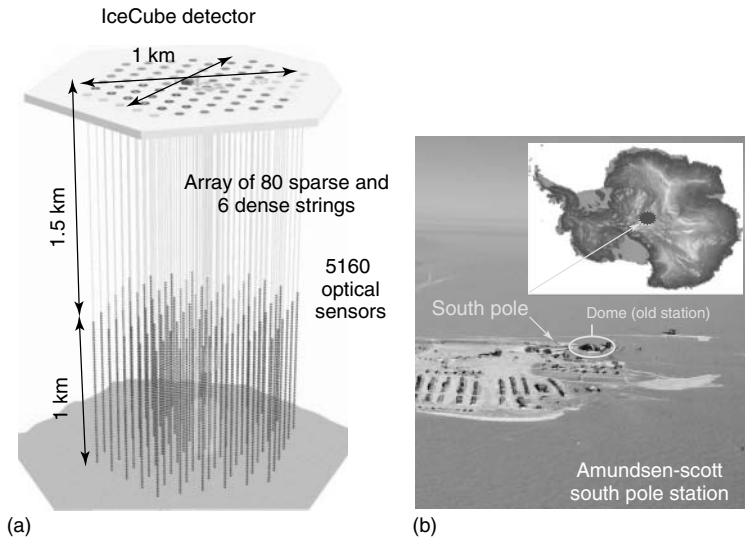 IceCube detector
1 km
1.5 km
Array of 80 sparse and
6 dense strings
5160
optical
sensors
1 km
(a)
South pole
Dome (old station)
Amundsen-scott
south pole station
(b)